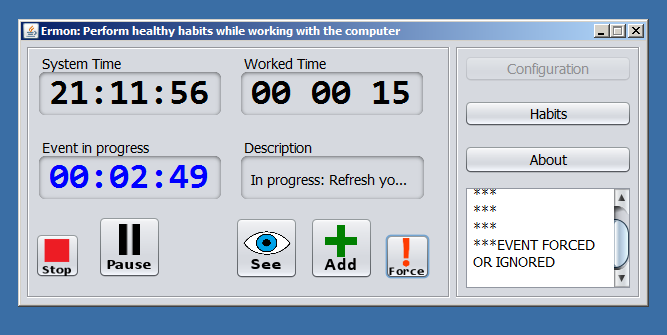 Ermon: Perform healthy habits while working with the computer
System Time
Worked Time
21:11:56
00 00 15
Event in progress
Description
00:02:49
In progress: Refresh yo...
Stop
Pause
See
Add
Force
Configuration
Habits
About
***
***
***
***EVENT FORCED
OR IGNORED